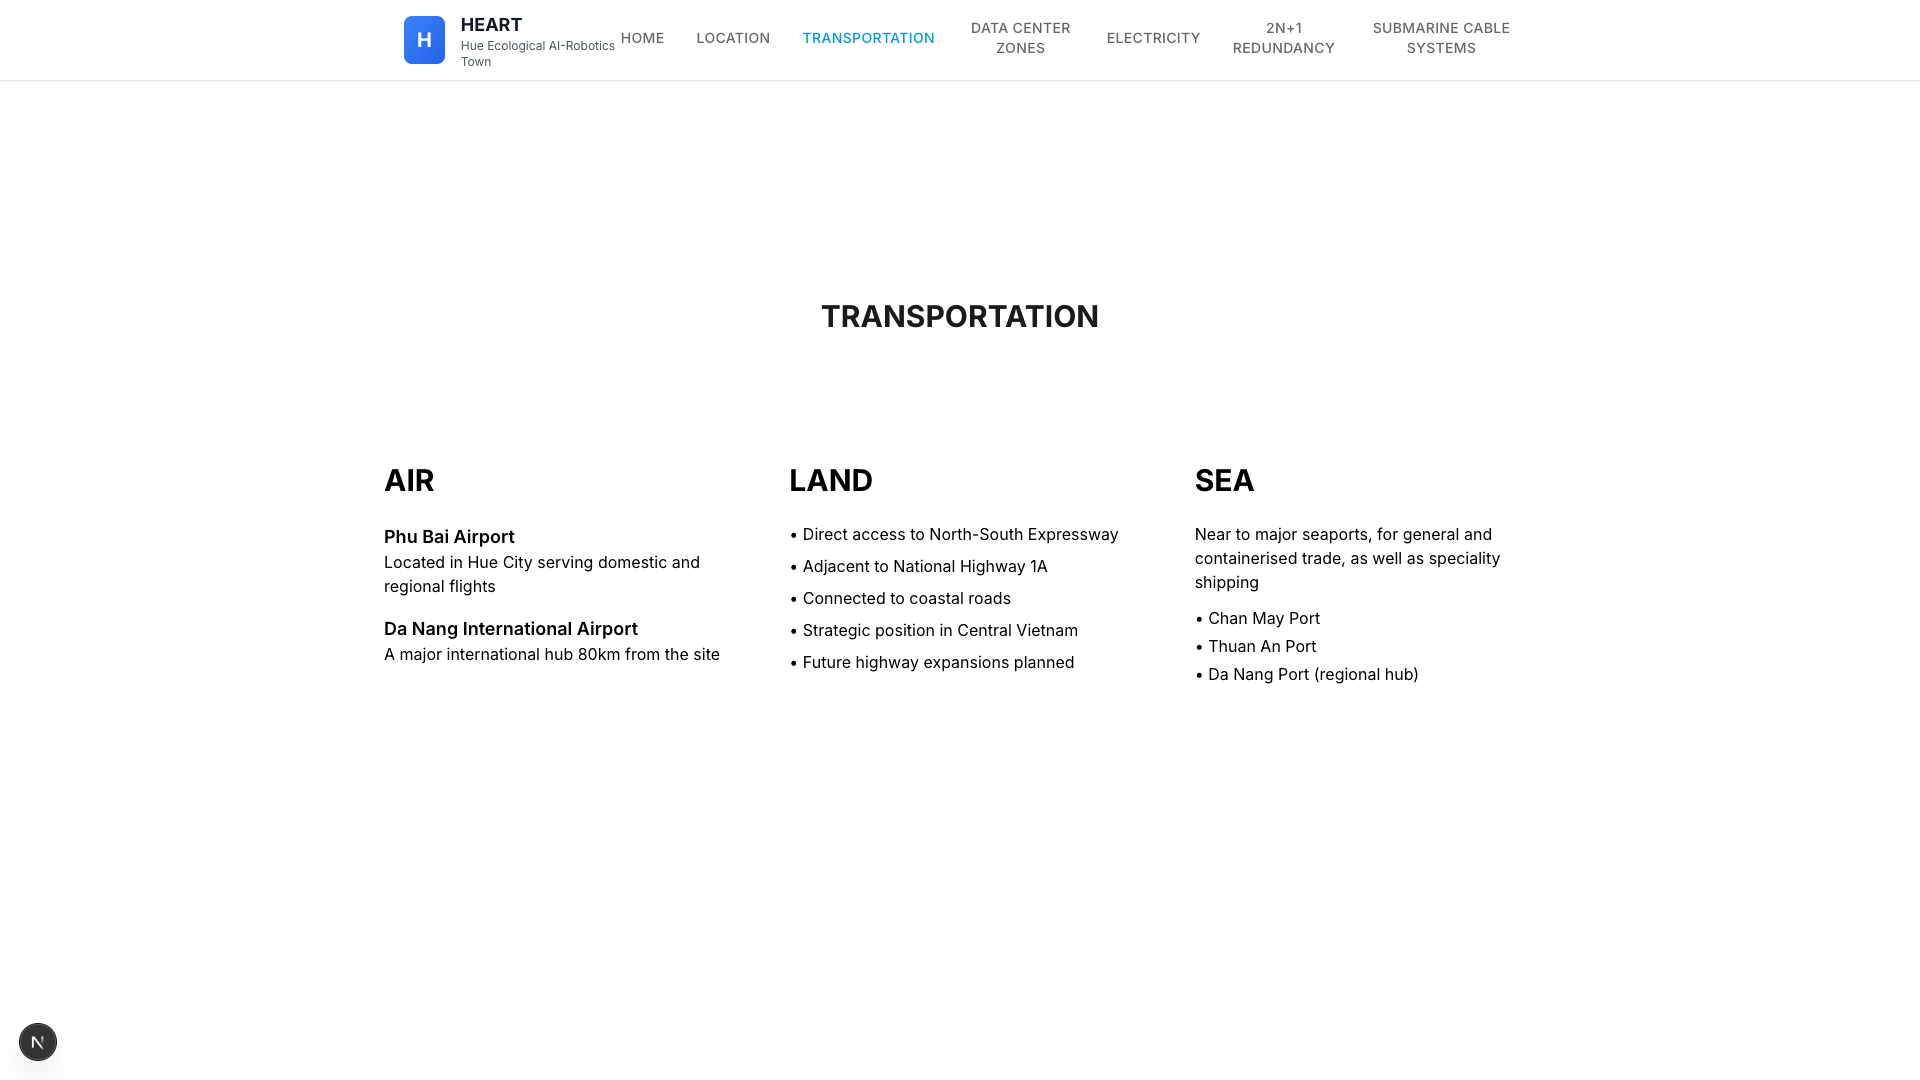 H
HEART
Hue Ecological AI-Robotics
Town
HOME
LOCATION
TRANSPORTATION
DATA CENTER
ZONES
ELECTRICITY
2N+1
REDUNDANCY
SUBMARINE CABLE
SYSTEMS
TRANSPORTATION
AIR
Phu Bai Airport
Located in Hue City serving domestic and
regional flights
Da Nang International Airport
A major international hub 80km from the site
LAND
• Direct access to North-South Expressway
• Adjacent to National Highway 1A
• Connected to coastal roads
• Strategic position in Central Vietnam
• Future highway expansions planned
SEA
Near to major seaports, for general and
containerised trade, as well as speciality
shipping
• Chan May Port
• Thuan An Port
• Da Nang Port (regional hub)
N